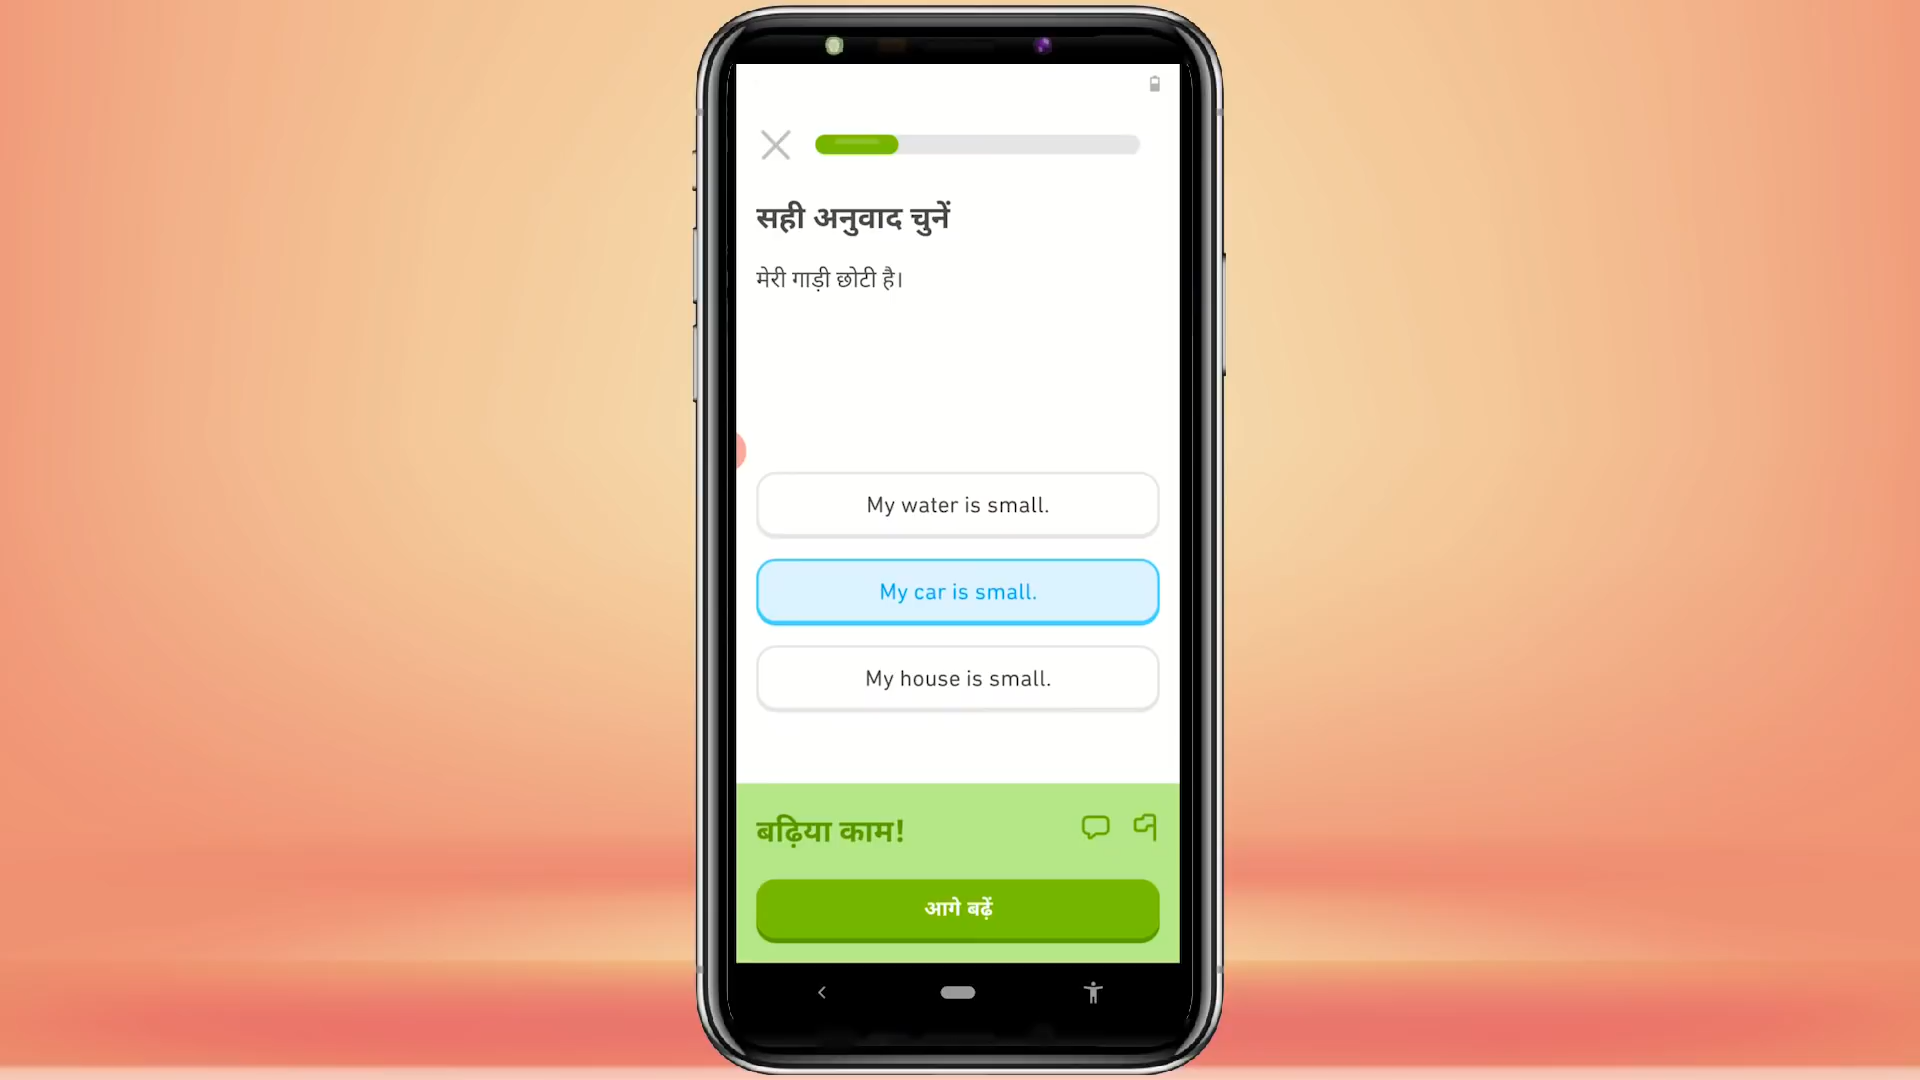 सही अनुवाद चुनें
मेरी गाड़ी छोटी है।
My water is small.
My car is small.
My house is small.
बढ़िया काम!
आगे बढ़ें